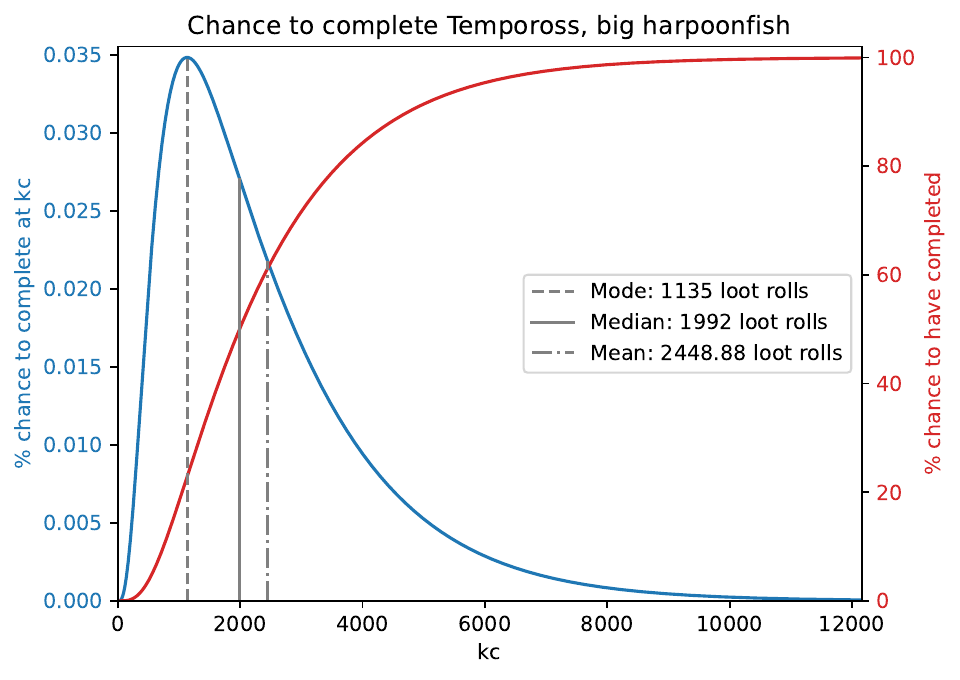 Chance to complete Tempoross, big harpoonfish
% chance to complete at kc
0.035
0.030
0.025
0.020
0.015
0.010
0.005
0.000
Mode: 1135 loot rolls
Median: 1992 loot rolls
Mean: 2448.88 loot rolls
100
80
60
40
20
0
% chance to have completed
0 2000 4000 6000 8000 10000 12000
kc